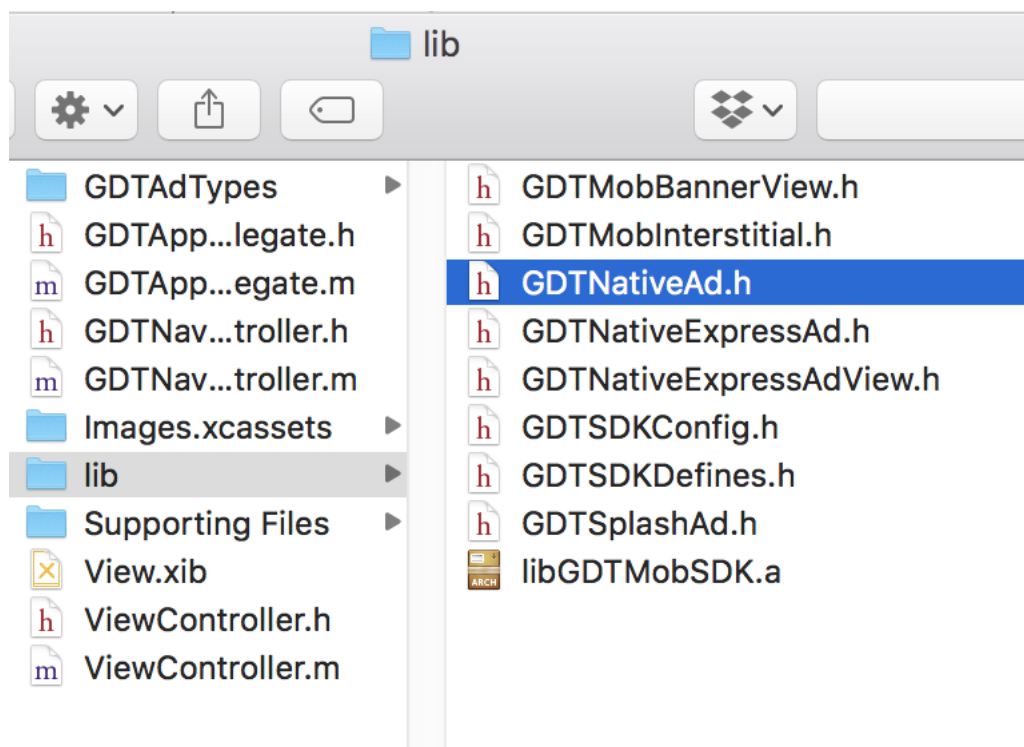 lib
GDTAdTypes
h GDTApp...legate.h
m GDTApp...egate.m
h GDTNav...troller.h
m GDTNav...troller.m
Images.xcassets
lib
Supporting Files
View.xib
h ViewController.h
m ViewController.m
h GDTMobBannerView.h
h GDTMobInterstitial.h
h GDTNativeAd.h
h GDTNativeExpressAd.h
h GDTNativeExpressAdView.h
h GDTSDKConfig.h
h GDTSDKDefines.h
h GDTSplashAd.h
ARCH libGDTMobSDK.a